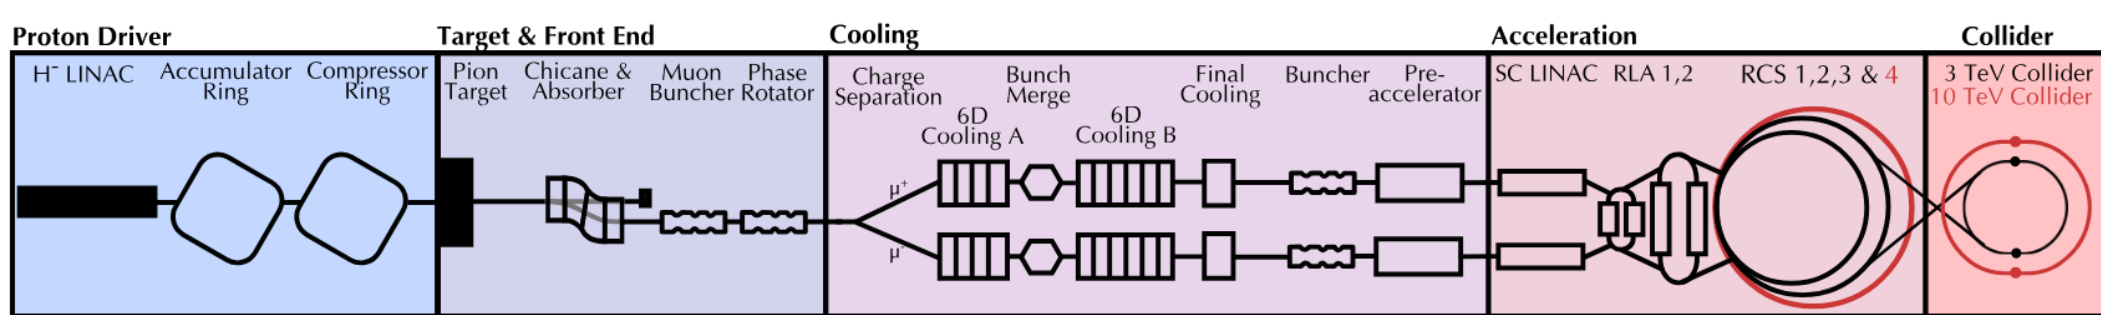 Proton Driver
H⁻ LINAC
Accumulator
Ring
Compressor
Ring
Target & Front End
Pion
Target
Chicane &
Absorber
Muon
Buncher
Phase
Rotator
Cooling
Charge
Separation
6D
Cooling A
Bunch
Merge
6D
Cooling B
Final
Cooling
Buncher
Pre-
accelerator
μ⁺
μ⁻
Acceleration
SC LINAC
RLA 1,2
RCS 1,2,3 & 4
Collider
3 TeV Collider
10 TeV Collider